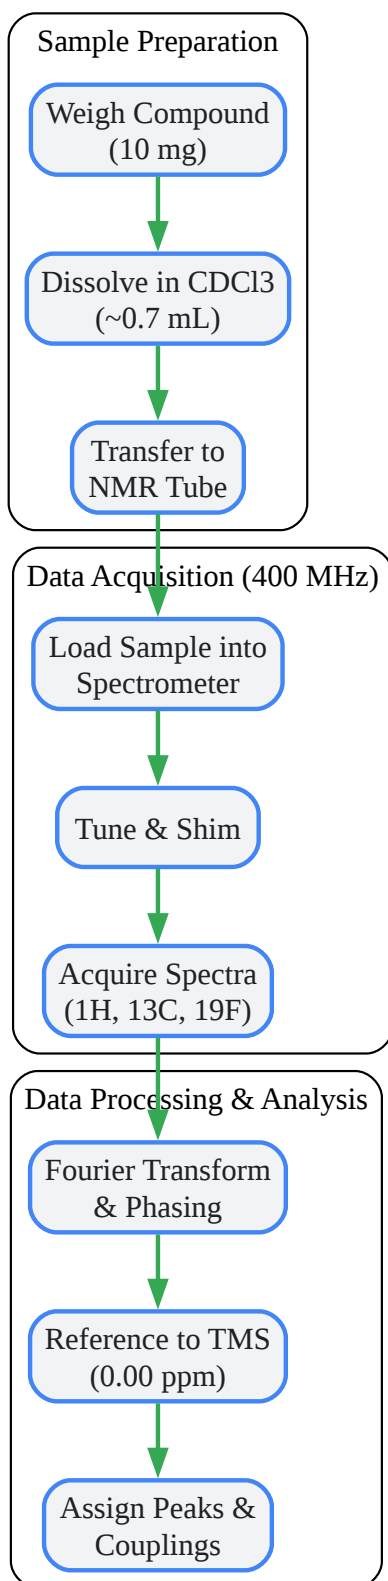 Sample Preparation
Weigh Compound
(10 mg)
Dissolve in CDCl3
(~0.7 mL)
Transfer to
NMR Tube
Data Acquisition (400 MHz)
Load Sample into
Spectrometer
Tune & Shim
Acquire Spectra
(1H, 13C, 19F)
Data Processing & Analysis
Fourier Transform
& Phasing
Reference to TMS
(0.00 ppm)
Assign Peaks &
Couplings